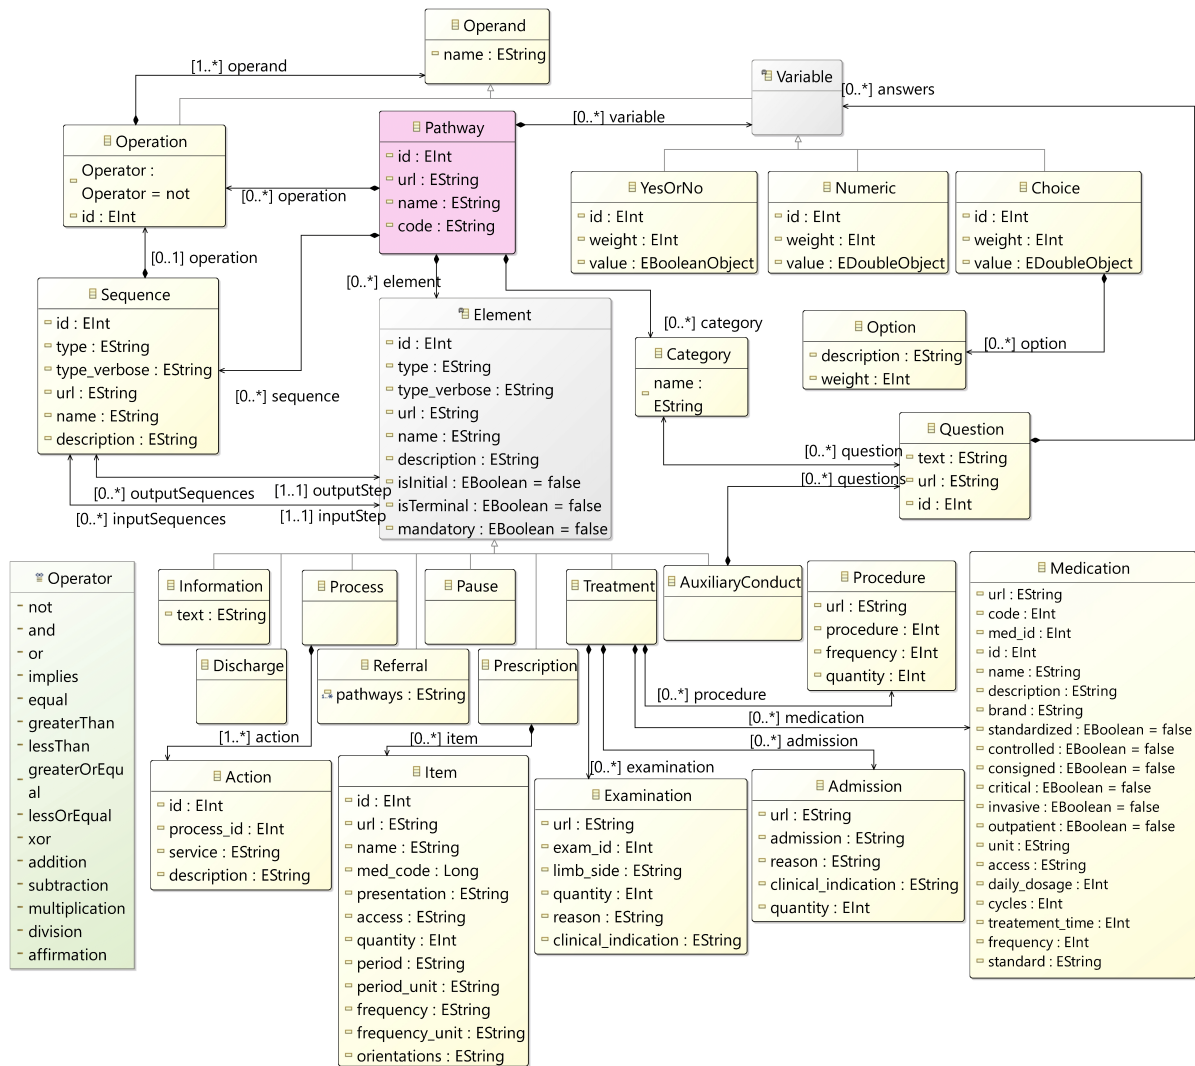 Operand
name : EString
[1..*] operand
Variable
[0..*] answers
Operation
Operator :
Operator = not
id : EInt
Pathway
id : EInt
url : EString
name : EString
code : EString
[0..*] variable
[0..*] operation
YesOrNo
id : EInt
weight : EInt
value : EBooleanObject
Numeric
id : EInt
weight : EInt
value : EDoubleObject
Choice
id : EInt
weight : EInt
value : EDoubleObject
[0..1] operation
[0..*] element
Sequence
id : EInt
type : EString
type_verbose : EString
url : EString
name : EString
description : EString
[0..*] sequence
Element
id : EInt
type : EString
type_verbose : EString
url : EString
name : EString
description : EString
isInitial : EBoolean = false
isTerminal : EBoolean = false
mandatory : EBoolean = false
[0..*] category
Category
name :
EString
Option
description : EString
weight : EInt
[0..*] option
Question
text : EString
url : EString
id : EInt
[0..*] question
[0..*] questions
[0..*] outputSequences
[1..1] outputStep
[0..*] inputSequences
[1..1] inputStep
Operator
not
and
or
implies
equal
greaterThan
lessThan
greaterOrEqu
al
lessOrEqual
xor
addition
subtraction
multiplication
division
affirmation
Information
text : EString
Process
Pause
Treatment
AuxiliaryConduct
Procedure
url : EString
procedure : EInt
frequency : EInt
quantity : EInt
Medication
url : EString
code : EInt
med_id : EInt
id : EInt
name : EString
description : EString
brand : EString
standardized : EBoolean = false
controlled : EBoolean = false
consigned : EBoolean = false
critical : EBoolean = false
invasive : EBoolean = false
outpatient : EBoolean = false
unit : EString
access : EString
daily_dosage : EInt
cycles : EInt
treatement_time : EInt
frequency : EInt
standard : EString
Discharge
Referral
pathways : EString
Prescription
[0..*] procedure
[0..*] medication
[0..*] admission
[0..*] examination
[1..*] action
[0..*] item
Action
id : EInt
process_id : EInt
service : EString
description : EString
Item
id : EInt
url : EString
name : EString
med_code : Long
presentation : EString
access : EString
quantity : EInt
period : EString
period_unit : EString
frequency : EString
frequency_unit : EString
orientations : EString
Examination
url : EString
exam_id : EInt
limb_side : EString
quantity : EInt
reason : EString
clinical_indication : EString
Admission
url : EString
admission : EString
reason : EString
clinical_indication : EString
quantity : EInt